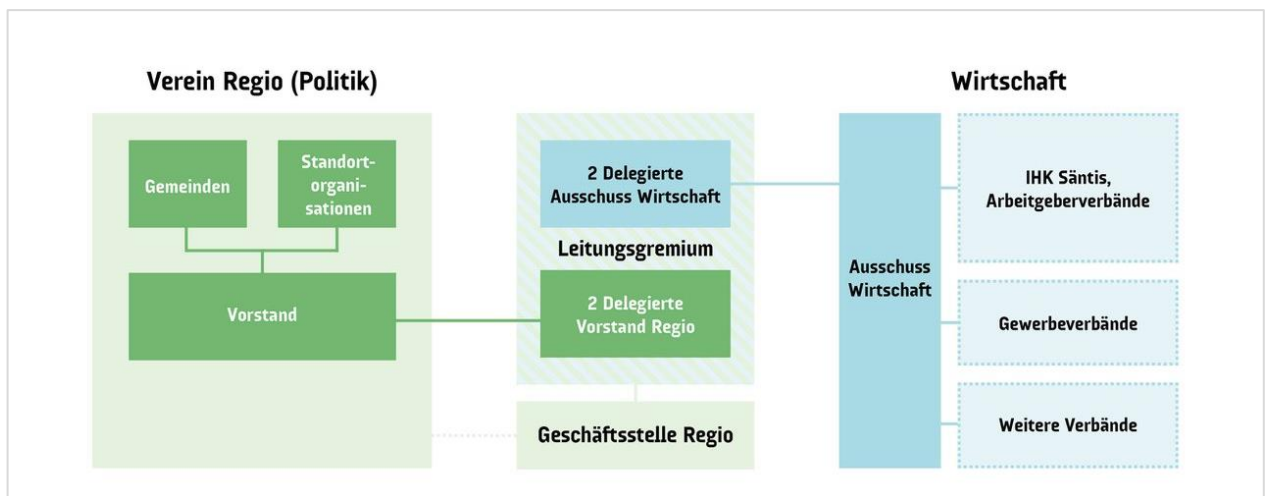 Verein Regio (Politik)
Gemeinden
Standort-
organi-
sationen
Vorstand
2 Delegierte
Ausschuss Wirtschaft
Leitungsgremium
2 Delegierte
Vorstand Regio
Geschäftsstelle Regio
Wirtschaft
Ausschuss
Wirtschaft
IHK Säntis,
Arbeitgeberverbände
Gewerbeverbände
Weitere Verbände